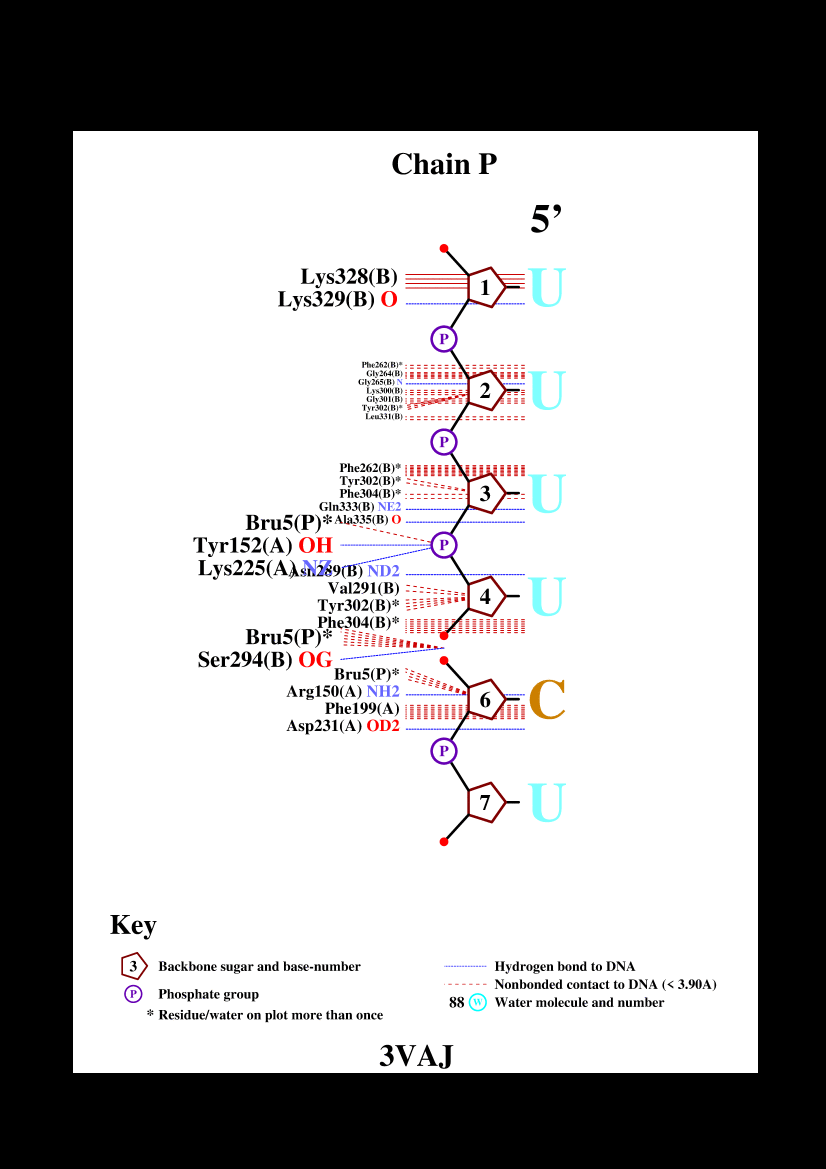 Chain P
5’
Lys328(B)
Lys329(B) O
1 U
P
Phe262(B)*
Gly264(B)
Gly265(B) N
Lys300(B)
Gly301(B)
Tyr302(B)*
Leu331(B)
2 U
P
Phe262(B)*
Tyr302(B)*
Phe304(B)*
Gln333(B) NE2
Ala335(B) O
3 U
Bru5(P)*
Tyr152(A) OH
Lys225(A) NZ
P
Asn289(B) ND2
Val291(B)
Tyr302(B)*
Phe304(B)*
4 U
Bru5(P)*
Ser294(B) OG
Bru5(P)*
Arg150(A) NH2
Phe199(A)
Asp231(A) OD2
6 C
P
7 U
Key
3 Backbone sugar and base-number
P Phosphate group
* Residue/water on plot more than once
Hydrogen bond to DNA
Nonbonded contact to DNA (< 3.90A)
88 W Water molecule and number
3VAJ